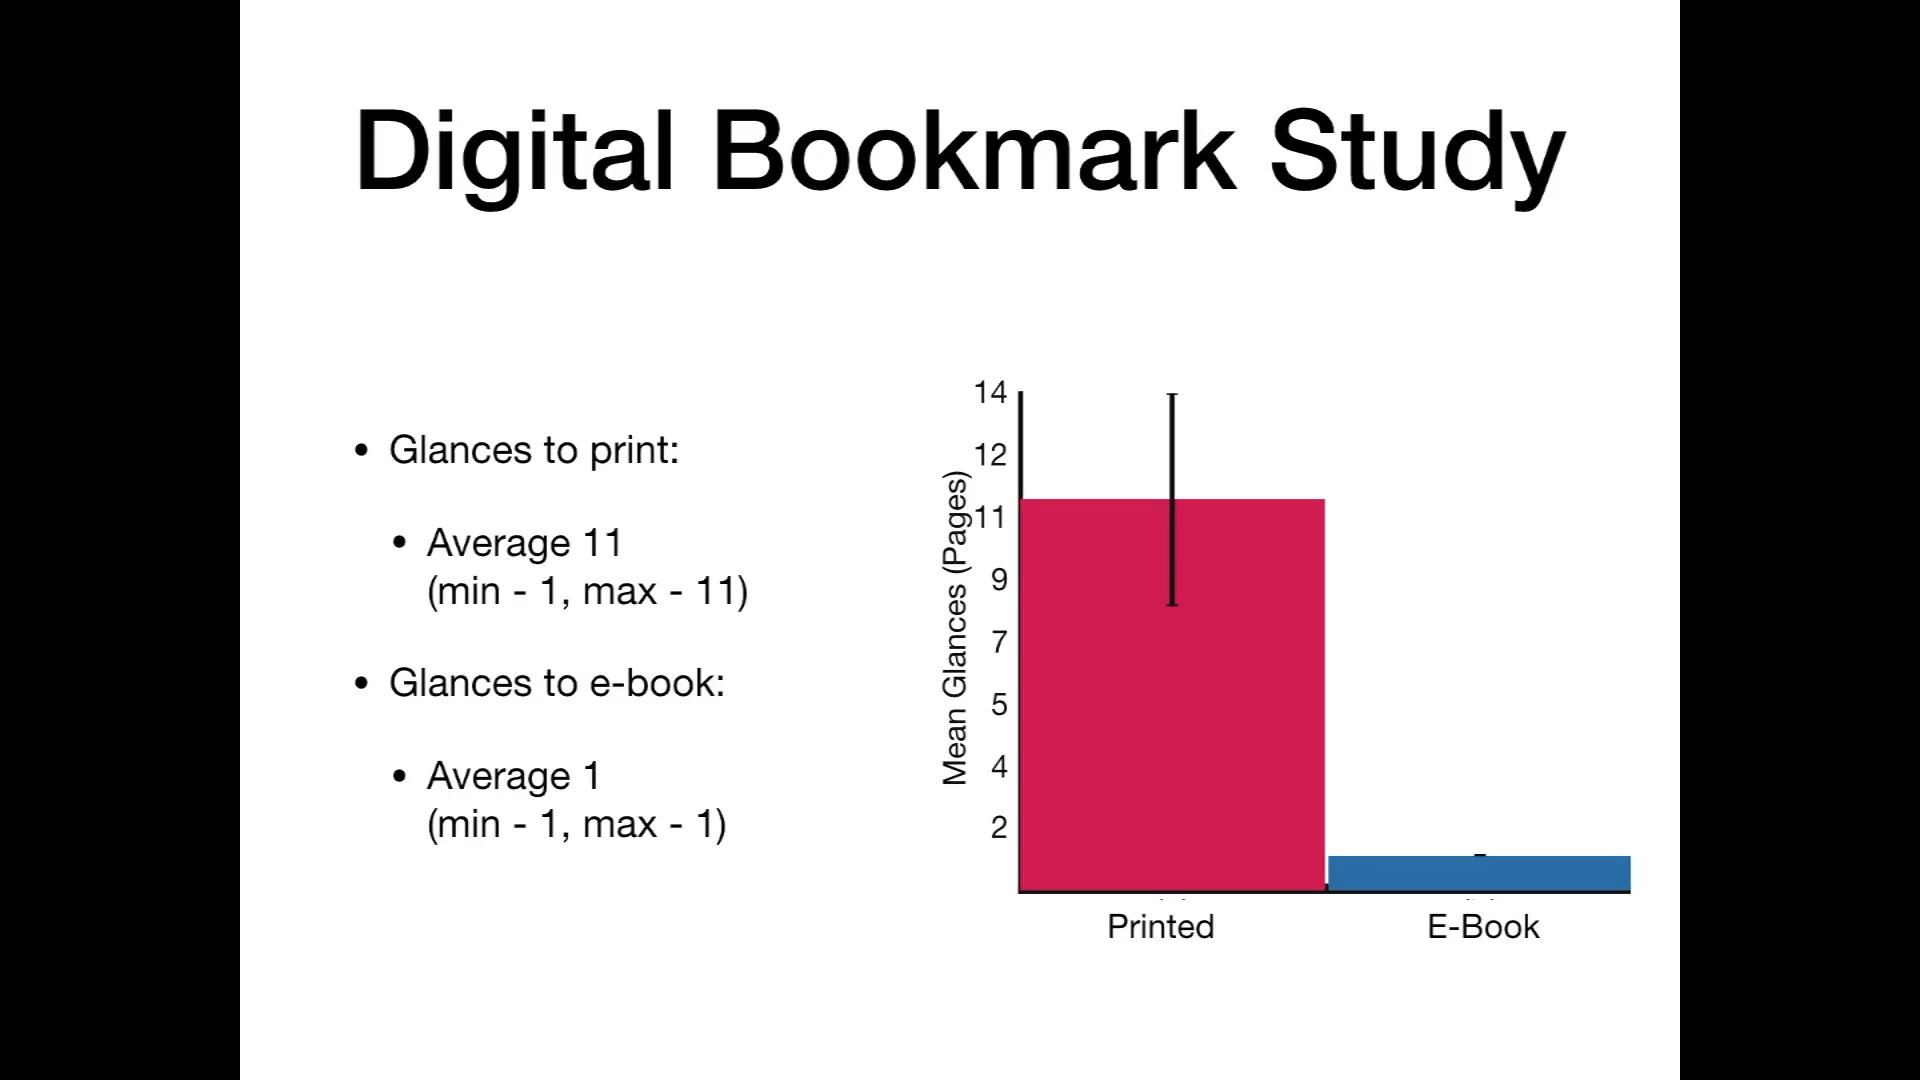 Digital Bookmark Study
• Glances to print:
• Average 11
(min - 1, max - 11)
• Glances to e-book:
• Average 1
(min - 1, max - 1)
Mean Glances (Pages)
14
12
11
9
7
5
4
2
Printed
E-Book